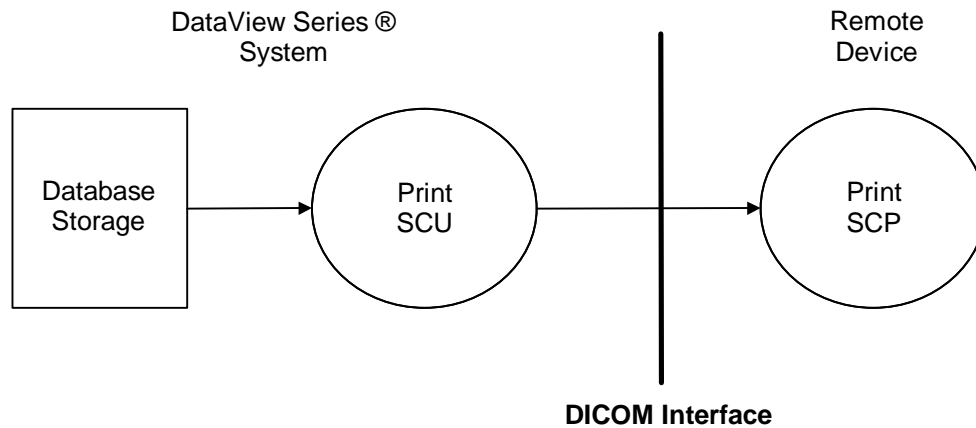 DataView Series ®
System
Remote
Device
Database
Storage
Print
SCU
Print
SCP
DICOM Interface